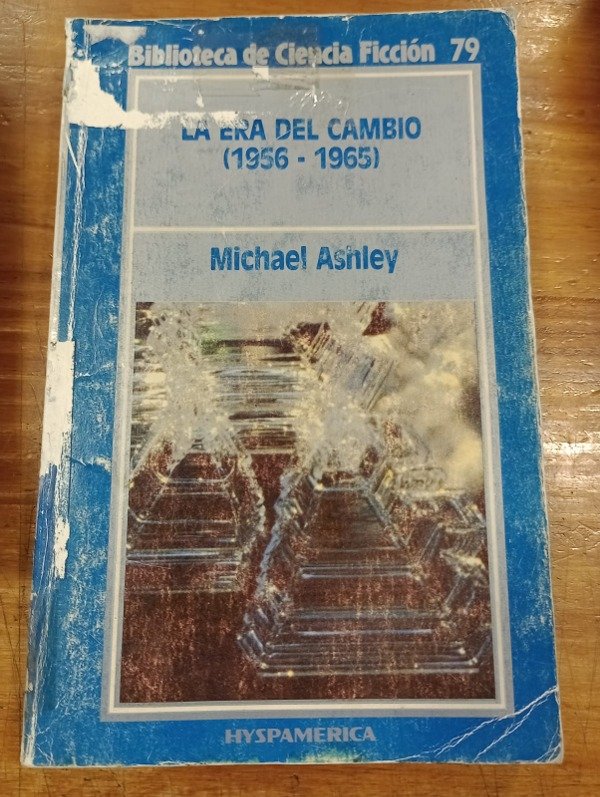 Biblioteca de Ciencia Ficción 79
LA ERA DEL CAMBIO
(1956 - 1965)
Michael Ashley
HYSPAMERICA